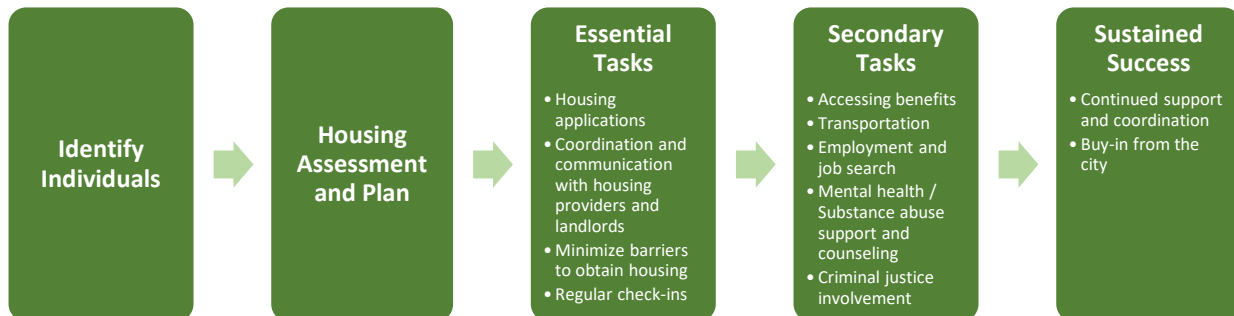 Identify
Individuals
Housing
Assessment
and Plan
Essential
Tasks
• Housing
applications
• Coordination and
communication
with housing
providers and
landlords
• Minimize barriers
to obtain housing
• Regular check-ins
Secondary
Tasks
• Accessing benefits
• Transportation
• Employment and
job search
• Mental health /
Substance abuse
support and
counseling
• Criminal justice
involvement
Sustained
Success
• Continued support
and coordination
• Buy-in from the
city